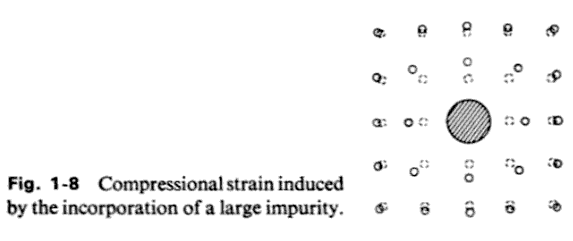 Fig. 1-8 Compressional strain induced
by the incorporation of a large impurity.